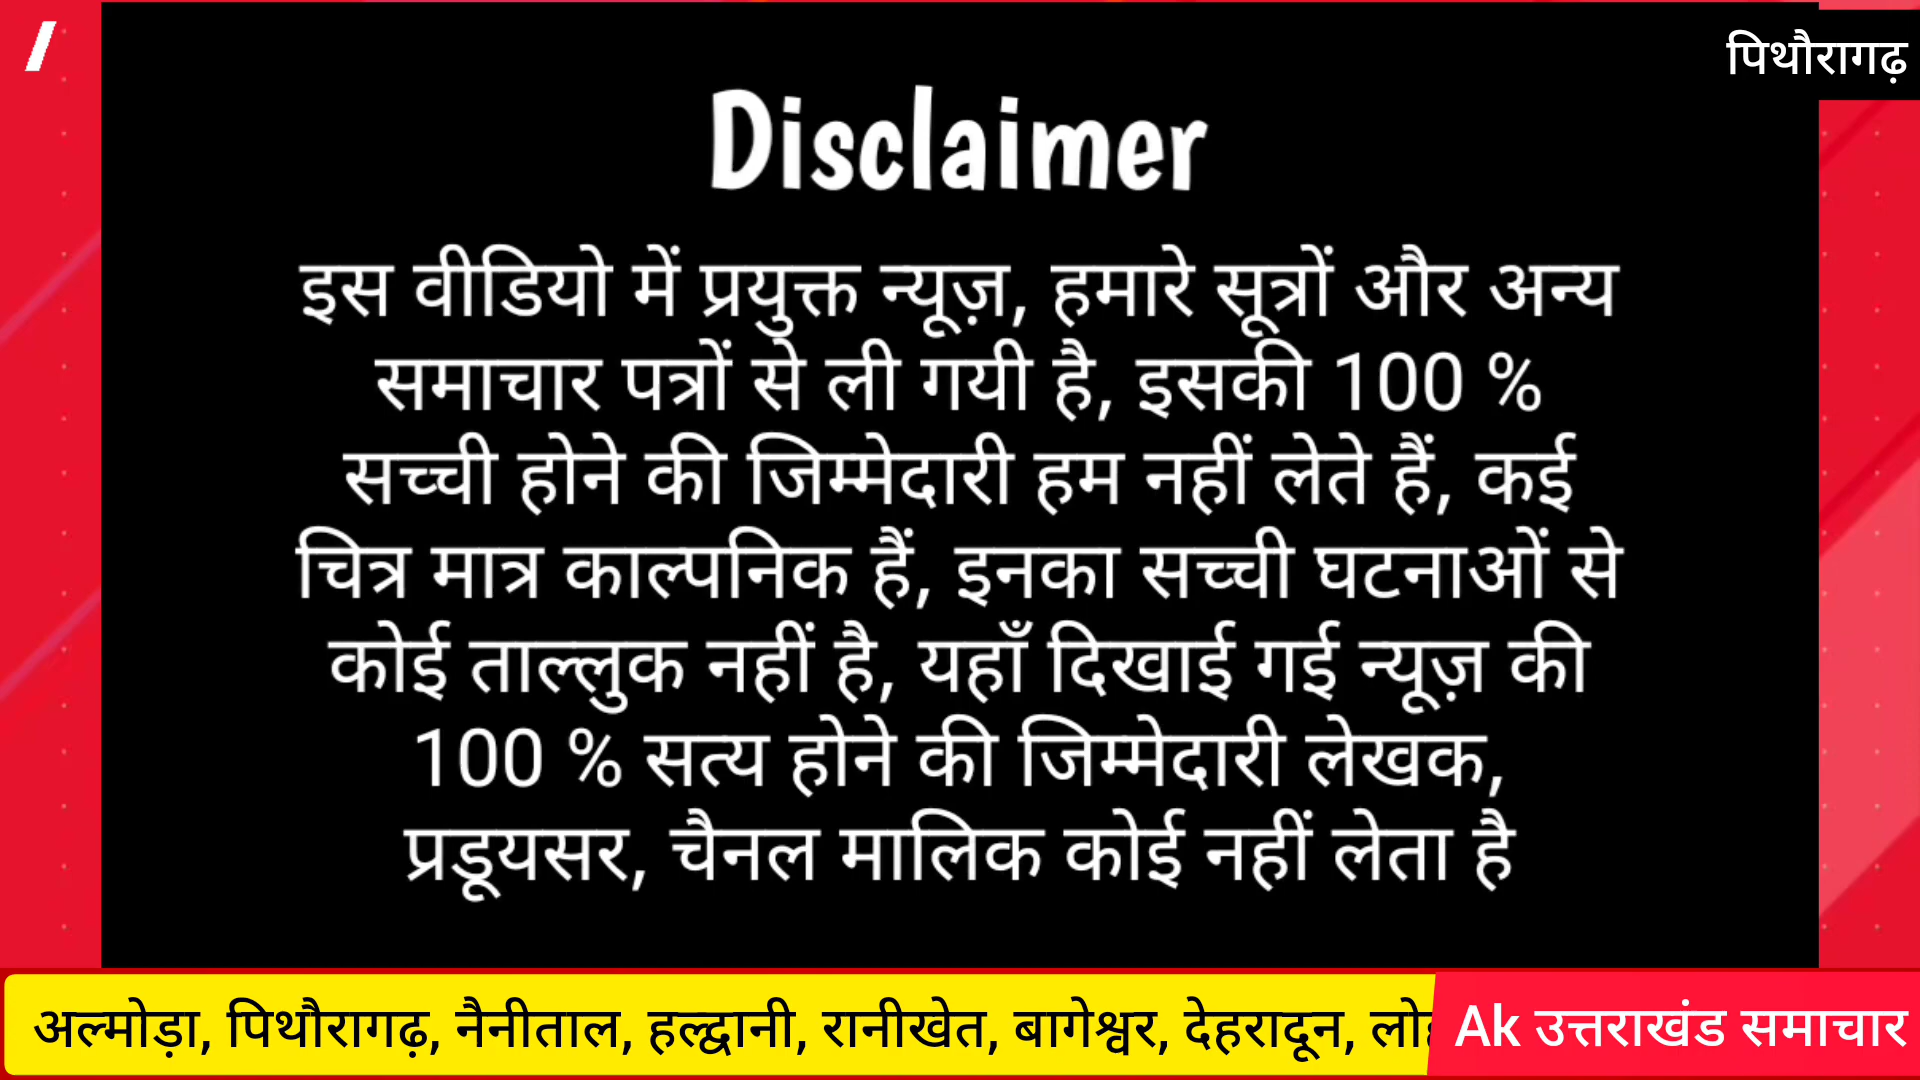 पिथौरागढ़
Disclaimer
इस वीडियो में प्रयुक्त न्यूज़, हमारे सूत्रों और अन्य
समाचार पत्रों से ली गयी है, इसकी 100 %
सच्ची होने की जिम्मेदारी हम नहीं लेते हैं, कई
चित्र मात्र काल्पनिक हैं, इनका सच्ची घटनाओं से
कोई ताल्लुक नहीं है, यहाँ दिखाई गई न्यूज़ की
100 % सत्य होने की जिम्मेदारी लेखक,
प्रडूयसर, चैनल मालिक कोई नहीं लेता है
अल्मोड़ा, पिथौरागढ़, नैनीताल, हल्द्वानी, रानीखेत, बागेश्वर, देहरादून,
Ak उत्तराखंड समाचार